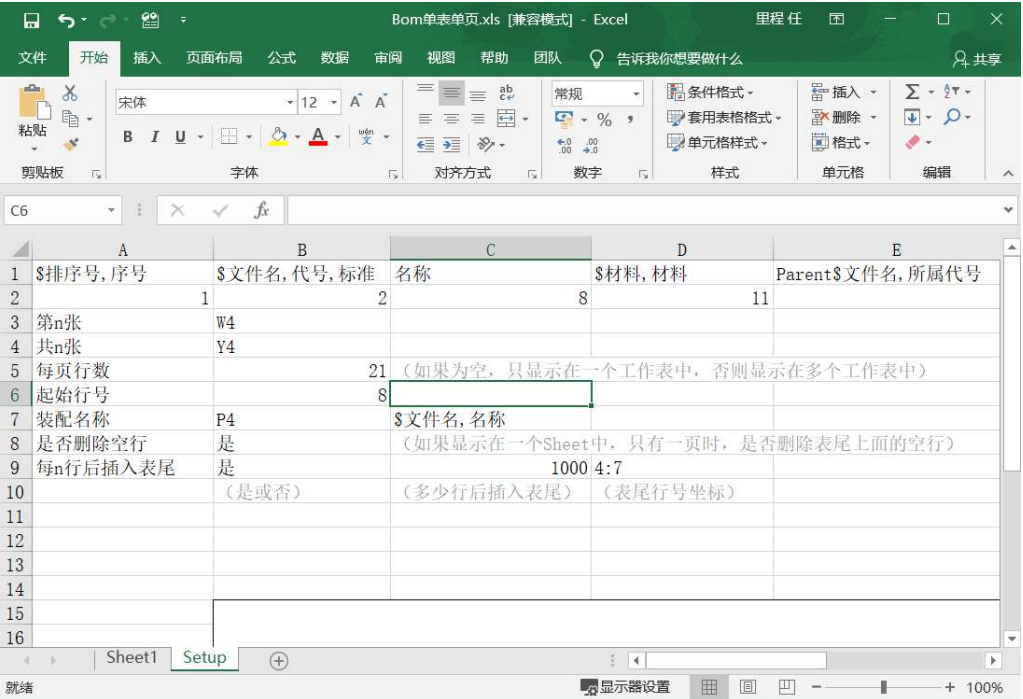 Bom单表单页.xls [兼容模式] - Excel 里程 任
文件 开始 插入 页面布局 公式 数据 审阅 视图 帮助 团队 告诉我你想要做什么 共享
粘贴 宋体 12 A A ab 常规 条件格式 插入 Σ
B I U A wén 文 % , 套用表格格式 删除
.00 .0 .00 单元格样式 格式
剪贴板 字体 对齐方式 数字 样式 单元格 编辑
C6 fx
A B C D E
1 $排序号,序号 $文件名,代号,标准 名称 $材料,材料 Parent$文件名,所属代号
2 1 2 8 11
3 第n张 W4
4 共n张 Y4
5 每页行数 21 (如果为空，只显示在一个工作表中，否则显示在多个工作表中)
6 起始行号 8
7 装配名称 P4 $文件名,名称
8 是否删除空行 是 (如果显示在一个Sheet中，只有一页时，是否删除表尾上面的空行)
9 每n行后插入表尾 是 1000 4:7
10 (是或否) (多少行后插入表尾) (表尾行号坐标)
11
12
13
14
15
16
Sheet1 Setup
就绪 显示器设置 100%